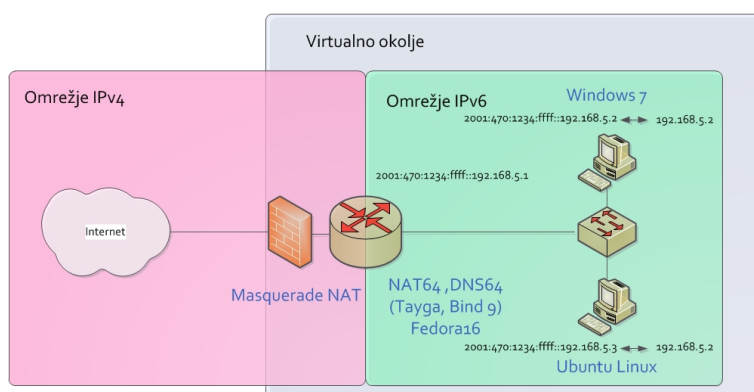 Virtualno okolje
Omrežje IPv4
Omrežje IPv6
Windows 7
2001:470:1234:ffff::192.168.5.2 192.168.5.2
2001:470:1234:ffff::192.168.5.1
Internet
Masquerade NAT
NAT64 ,DNS64
(Tayga, Bind 9)
Fedora16
2001:470:1234:ffff::192.168.5.3 192.168.5.2
Ubuntu Linux